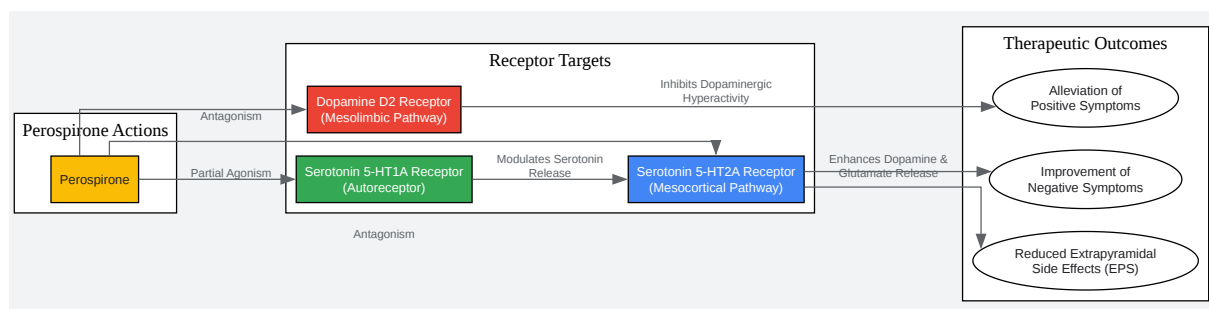 Perospirone Actions
Perospirone
Antagonism
Partial Agonism
Antagonism
Receptor Targets
Dopamine D2 Receptor
(Mesolimbic Pathway)
Serotonin 5-HT1A Receptor
(Autoreceptor)
Modulates Serotonin
Release
Serotonin 5-HT2A Receptor
(Mesocortical Pathway)
Inhibits Dopaminergic
Hyperactivity
Enhances Dopamine &
Glutamate Release
Therapeutic Outcomes
Alleviation of
Positive Symptoms
Improvement of
Negative Symptoms
Reduced Extrapyramidal
Side Effects (EPS)